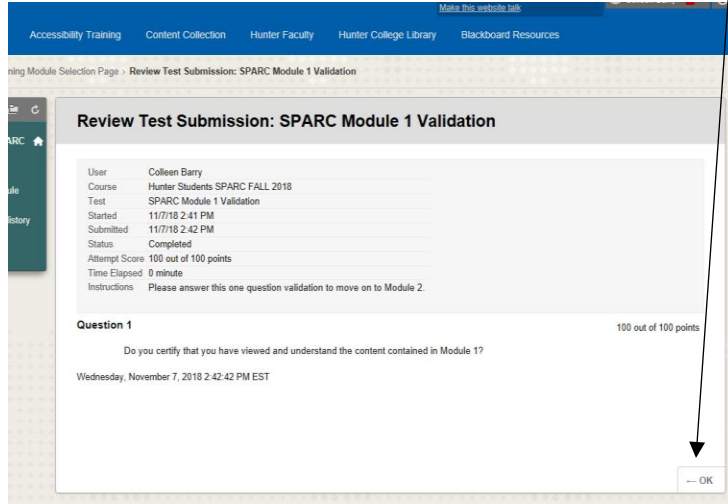 Make this website talk
Accessibility Training Content Collection Hunter Faculty Hunter College Library Blackboard Resources
Module Selection Page > Review Test Submission: SPARC Module 1 Validation
Review Test Submission: SPARC Module 1 Validation
User Colleen Barry
Course Hunter Students SPARC FALL 2018
Test SPARC Module 1 Validation
Started 11/7/18 2:41 PM
Submitted 11/7/18 2:42 PM
Status Completed
Attempt Score 100 out of 100 points
Time Elapsed 0 minute
Instructions Please answer this one question validation to move on to Module 2.
Question 1 100 out of 100 points
Do you certify that you have viewed and understand the content contained in Module 1?
Wednesday, November 7, 2018 2:42:42 PM EST
← OK